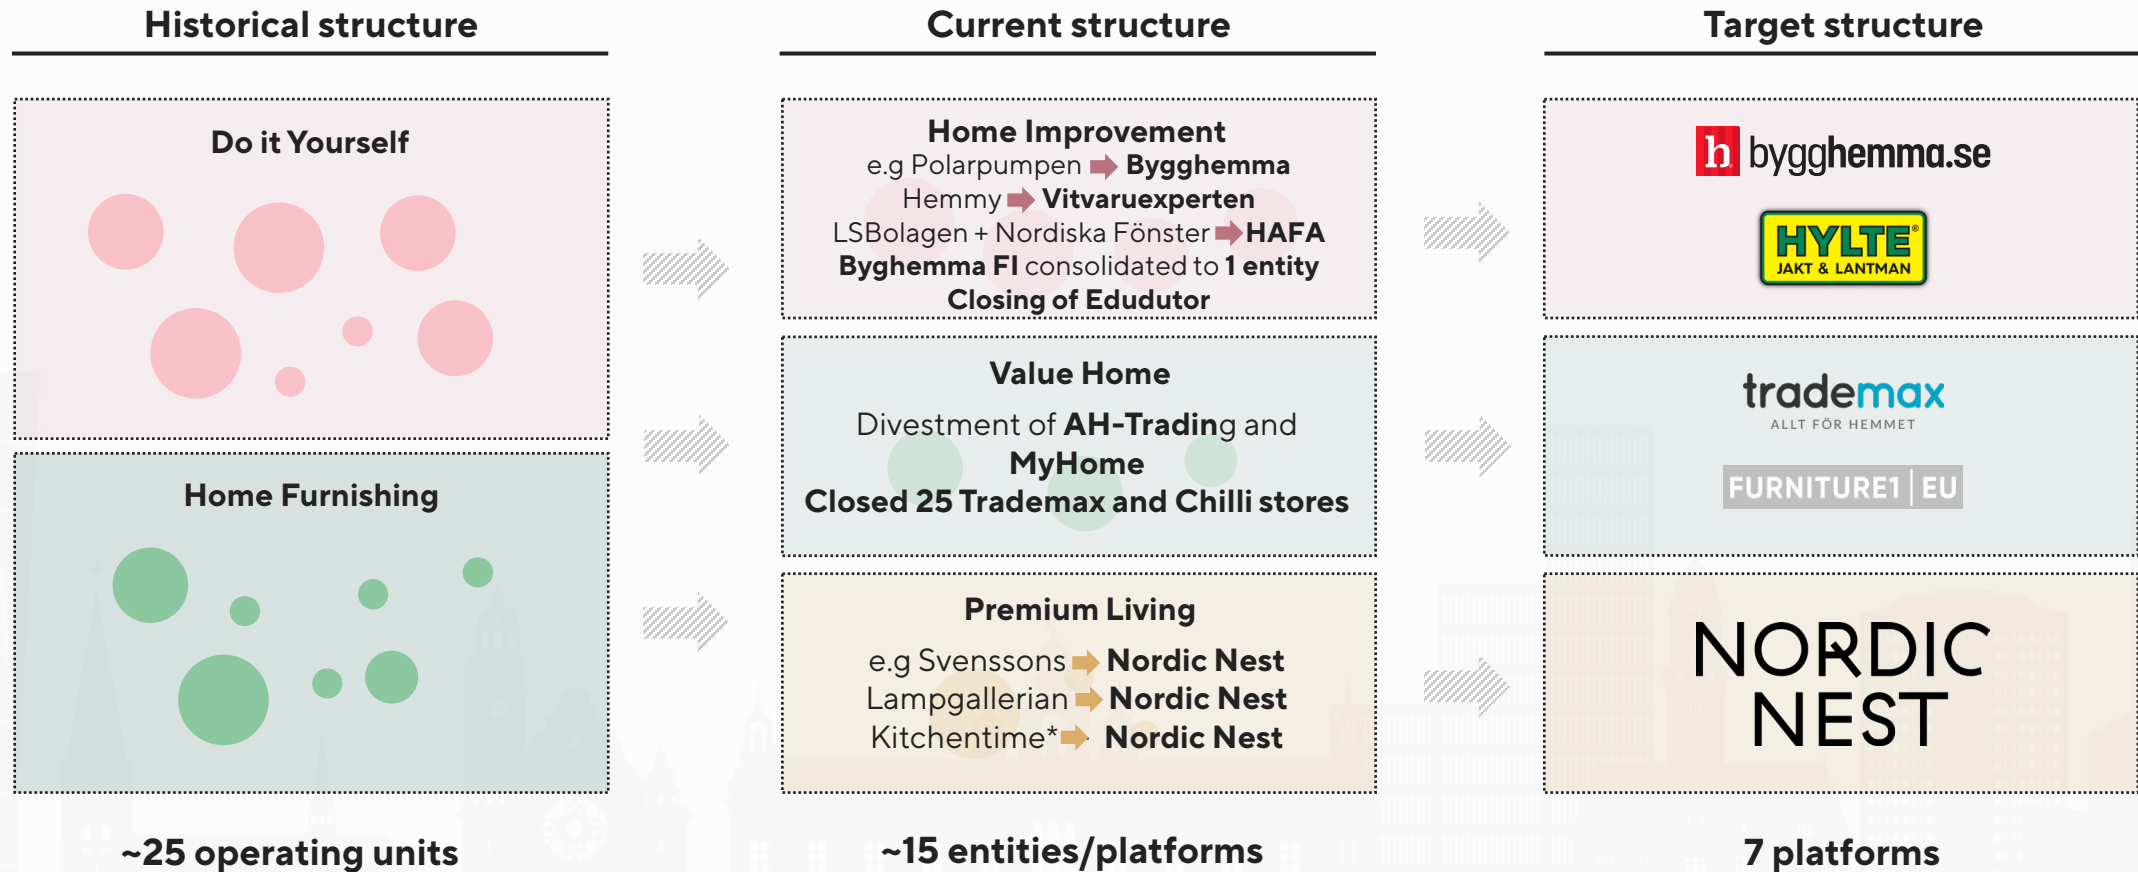 Historical structure
Do it Yourself
Home Furnishing
~25 operating units
Current structure
Home Improvement
e.g Polarpumpen Bygghemma
Hemmy Vitvaruexperten
LSBolagen + Nordiska Fönster HAFA
Byghemma FI consolidated to 1 entity
Closing of Edudutor
Value Home
Divestment of AH-Trading and
MyHome
Closed 25 Trademax and Chilli stores
Premium Living
e.g Svenssons Nordic Nest
Lampgallerian Nordic Nest
Kitchentime* Nordic Nest
~15 entities/platforms
Target structure
h bygghemma.se
HYLTE®
JAKT & LANTMAN
trademax
ALLT FÖR HEMMET
FURNITURE1 | EU
NORDIC
NEST
7 platforms